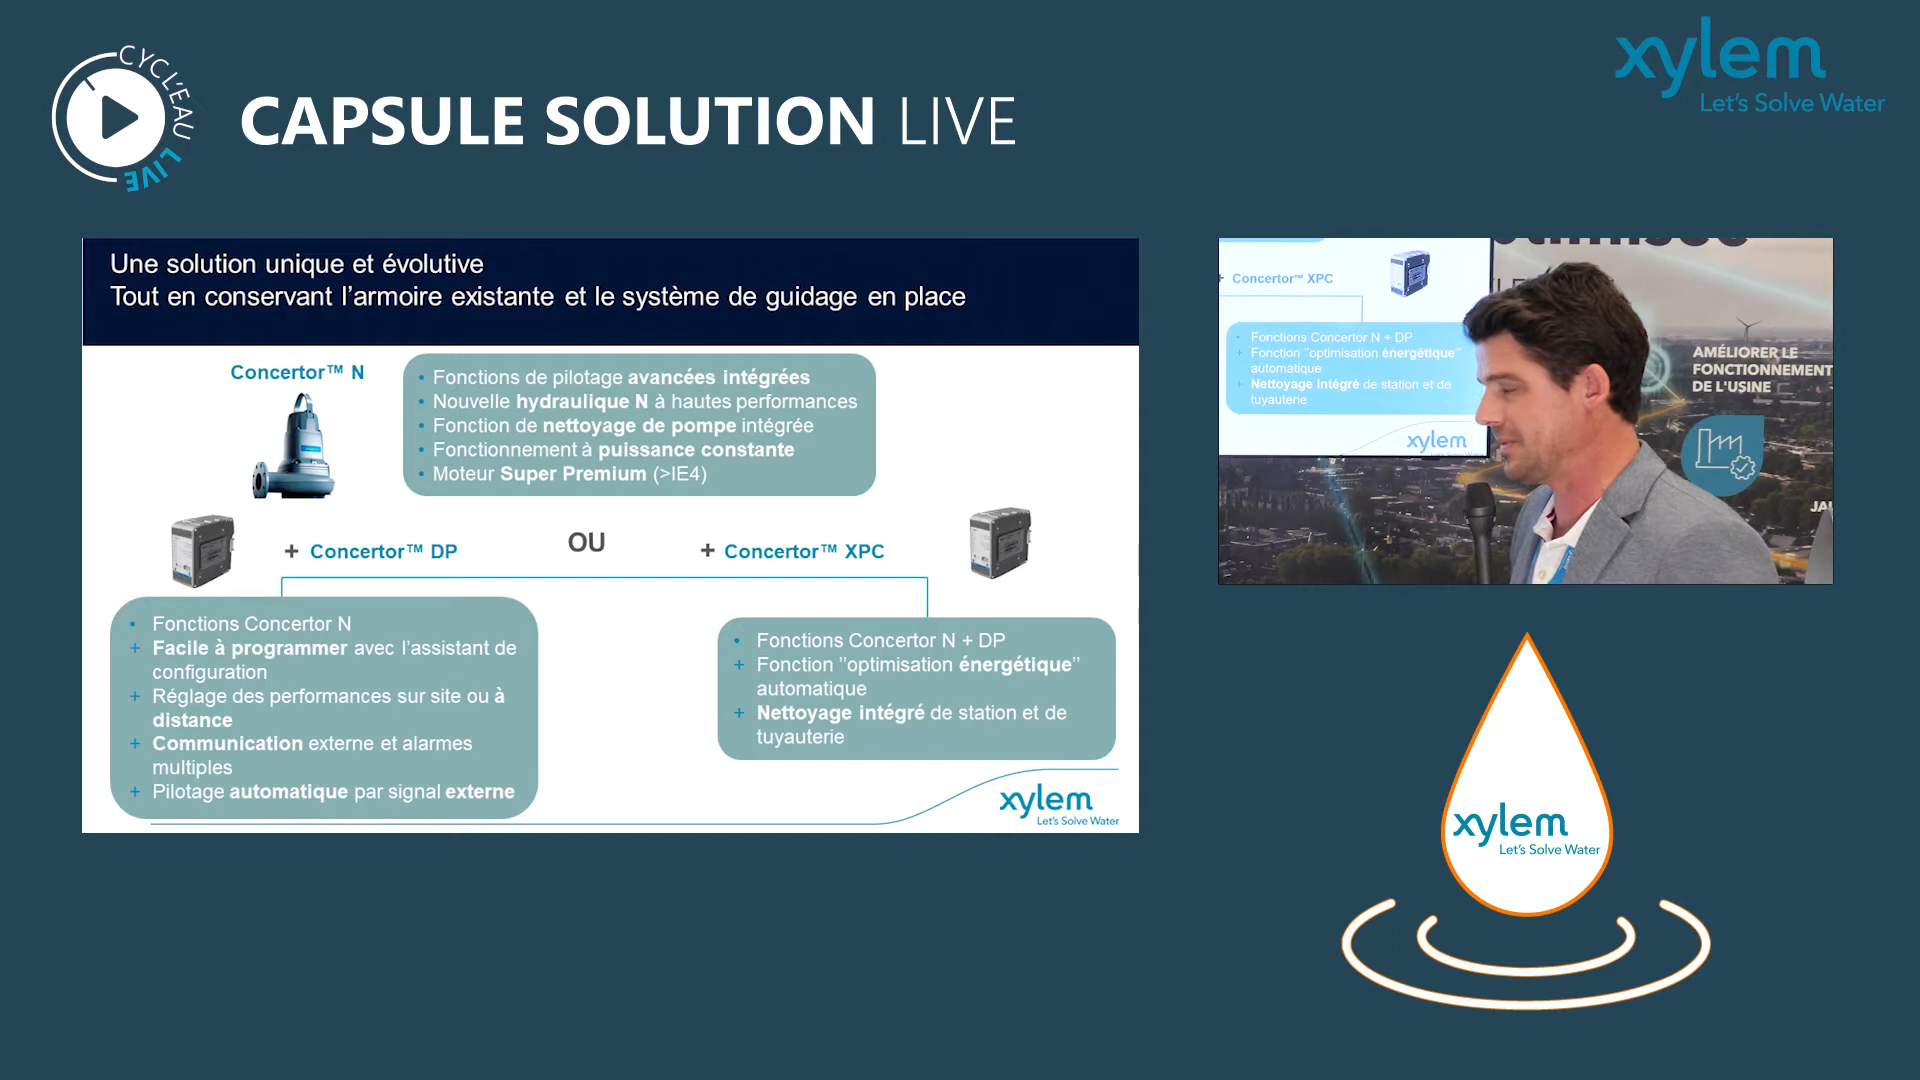 CYCL'EAU LIVE
CAPSULE SOLUTION LIVE
xylem
Let's Solve Water
Une solution unique et évolutive
Tout en conservant l'armoire existante et le système de guidage en place
Concertor™ N
• Fonctions de pilotage avancées intégrées
• Nouvelle hydraulique N à hautes performances
• Fonction de nettoyage de pompe intégrée
• Fonctionnement à puissance constante
• Moteur Super Premium (>IE4)
+ Concertor™ DP
OU
+ Concertor™ XPC
• Fonctions Concertor N
+ Facile à programmer avec l'assistant de
configuration
+ Réglage des performances sur site ou à
distance
+ Communication externe et alarmes
multiples
+ Pilotage automatique par signal externe
• Fonctions Concertor N + DP
+ Fonction ''optimisation énergétique''
automatique
+ Nettoyage intégré de station et de
tuyauterie
xylem
Let's Solve Water
+ Concertor™ XPC
• Fonctions Concertor N + DP
+ Fonction ''optimisation énergétique''
automatique
+ Nettoyage intégré de station et de
tuyauterie
xylem
AMÉLIORER LE
FONCTIONNEMENT
DE L'USINE
xylem
Let's Solve Water